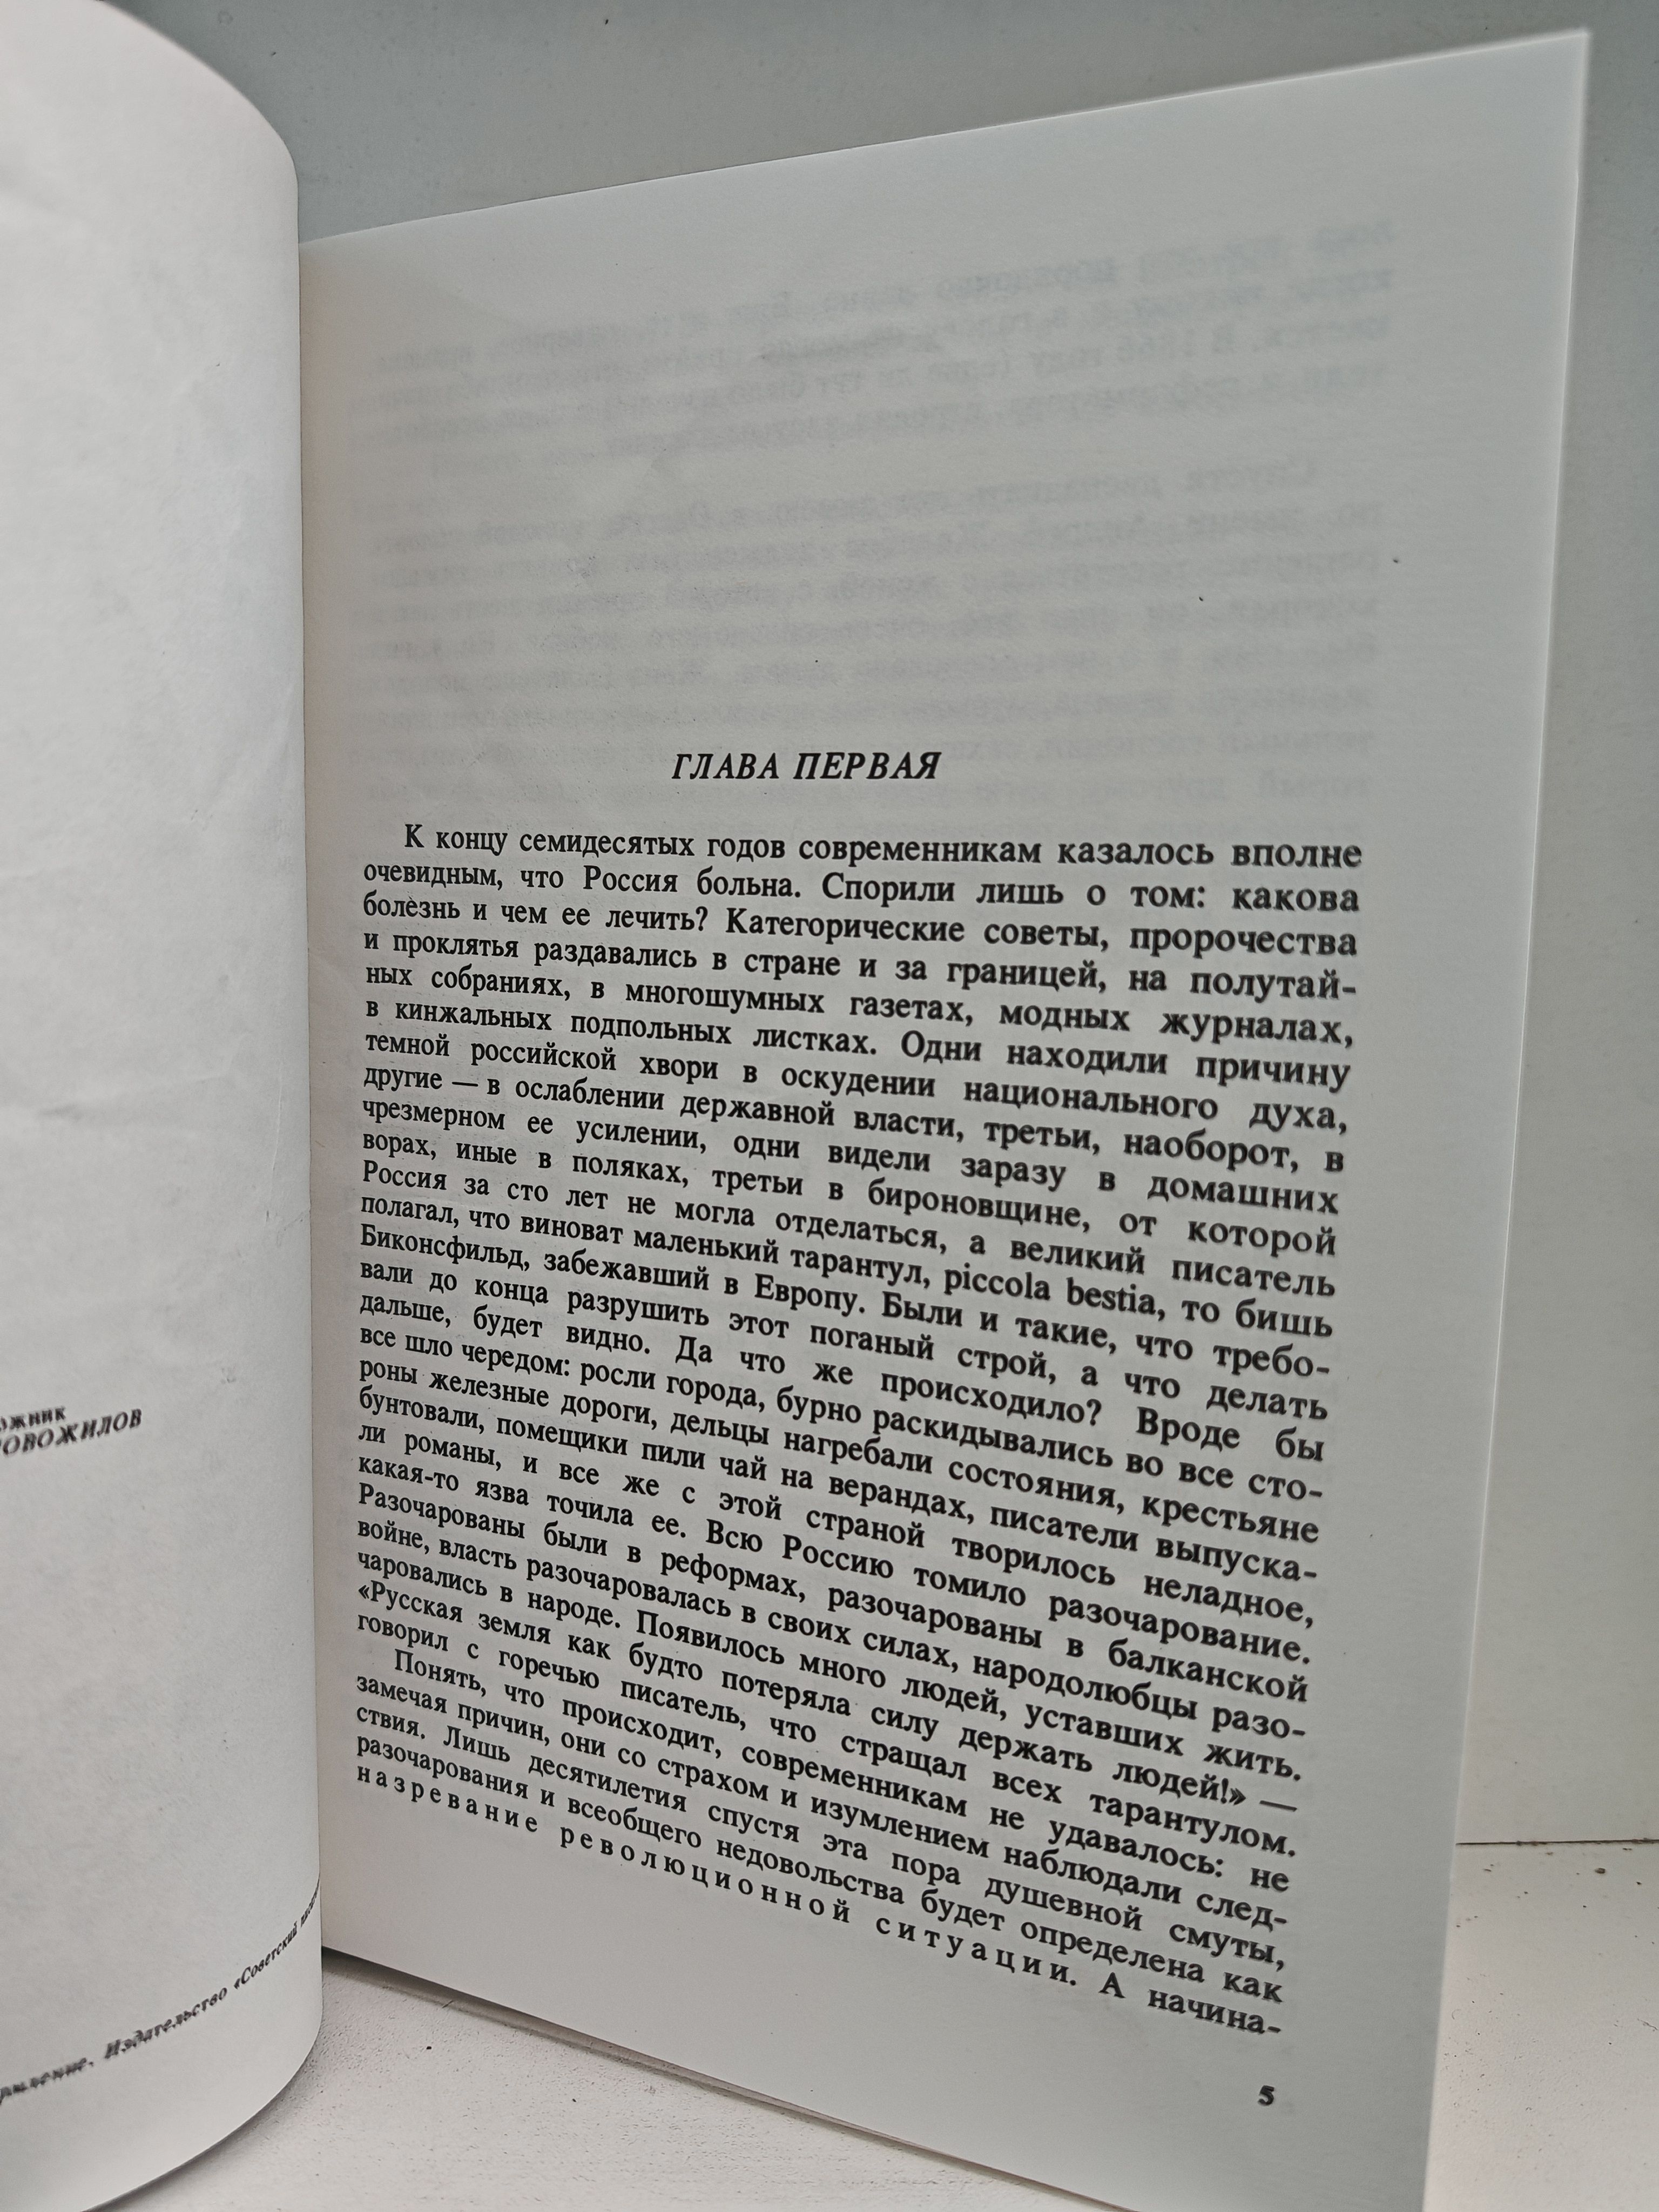 ОВОЖИЛОВ
Издательство «Советский
ГЛАВА ПЕРВАЯ
К концу семидесятых годов современникам казалось вполне
очевидным, что Россия больна. Спорили лишь о том: какова
болезнь и чем ее лечить? Категорические советы, пророчества
и проклятья раздавались в стране и за границей, на полутай-
ных собраниях, в многошумных газетах, модных журналах,
в кинжальных подпольных листках. Одни находили причину
темной российской хвори в оскудении национального духа,
другие — в ослаблении державной власти, третьи, наоборот, в
чрезмерном ее усилении, одни видели заразу в домашних
ворах, иные в поляках, третьи в бироновщине, от которой
Россия за сто лет не могла отделаться, а великий писатель
полагал, что виноват маленький тарантул, piccola bestia, то бишь
Биконсфильд, забежавший в Европу. Были и такие, что требо-
вали до конца разрушить этот поганый строй, а что делать
дальше, будет видно. Да что же происходило? Вроде бы
все шло чередом: росли города, бурно раскидывались во все сто-
роны железные дороги, дельцы нагребали состояния, крестьяне
бунтовали, помещики пили чай на верандах, писатели выпуска-
ли романы, и все же с этой страной творилось неладное,
какая-то язва точила ее. Всю Россию томило разочарование.
Разочарованы были в реформах, разочарованы в балканской
войне, власть разочаровалась в своих силах, народолюбцы разо-
чаровались в народе. Появилось много людей, уставших жить.
«Русская земля как будто потеряла силу держать людей!» —
говорил с горечью писатель, что стращал всех тарантулом.
Понять, что происходит, современникам не удавалось: не
замечая причин, они со страхом и изумлением наблюдали след-
ствия. Лишь десятилетия спустя эта пора душевной смуты,
разочарования и всеобщего недовольства будет определена как
назревание революционной ситуации. А начина-
5